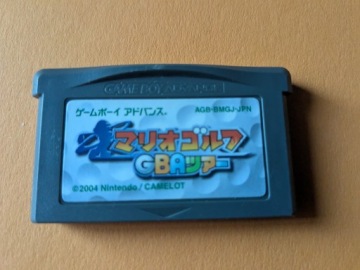 GAME BOY ADVANCE
ゲームボーイ アドバンス。 AGB-BMGJ-JPN
マリオゴルフ
GBAツアー
©2004 Nintendo / CAMELOT